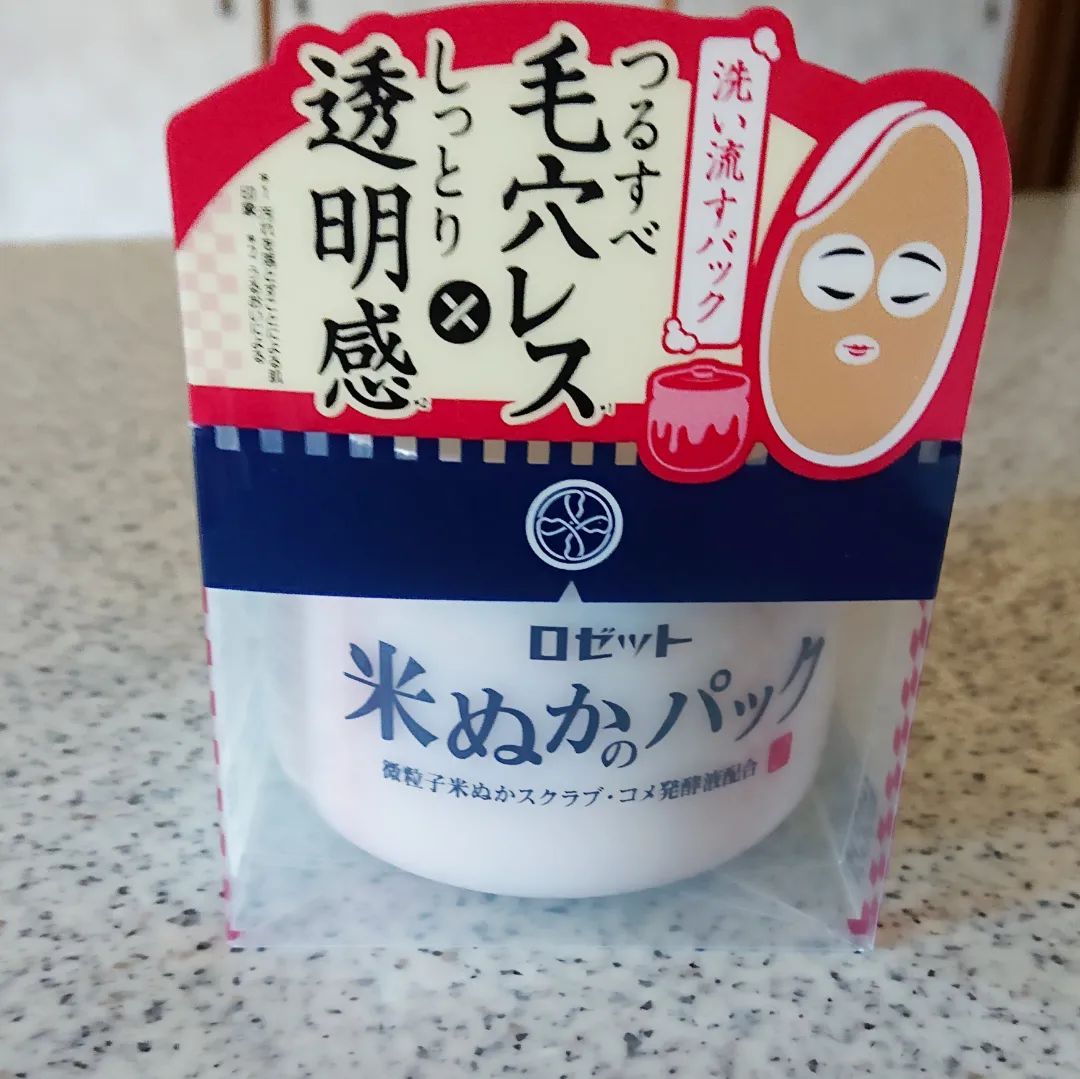 洗い流すパック
つるすべ
毛穴レス*1
×
しっとり
透明感*2
ロゼット
米ぬかのパック
微粒子米ぬかスクラブ・コメ発酵液配合